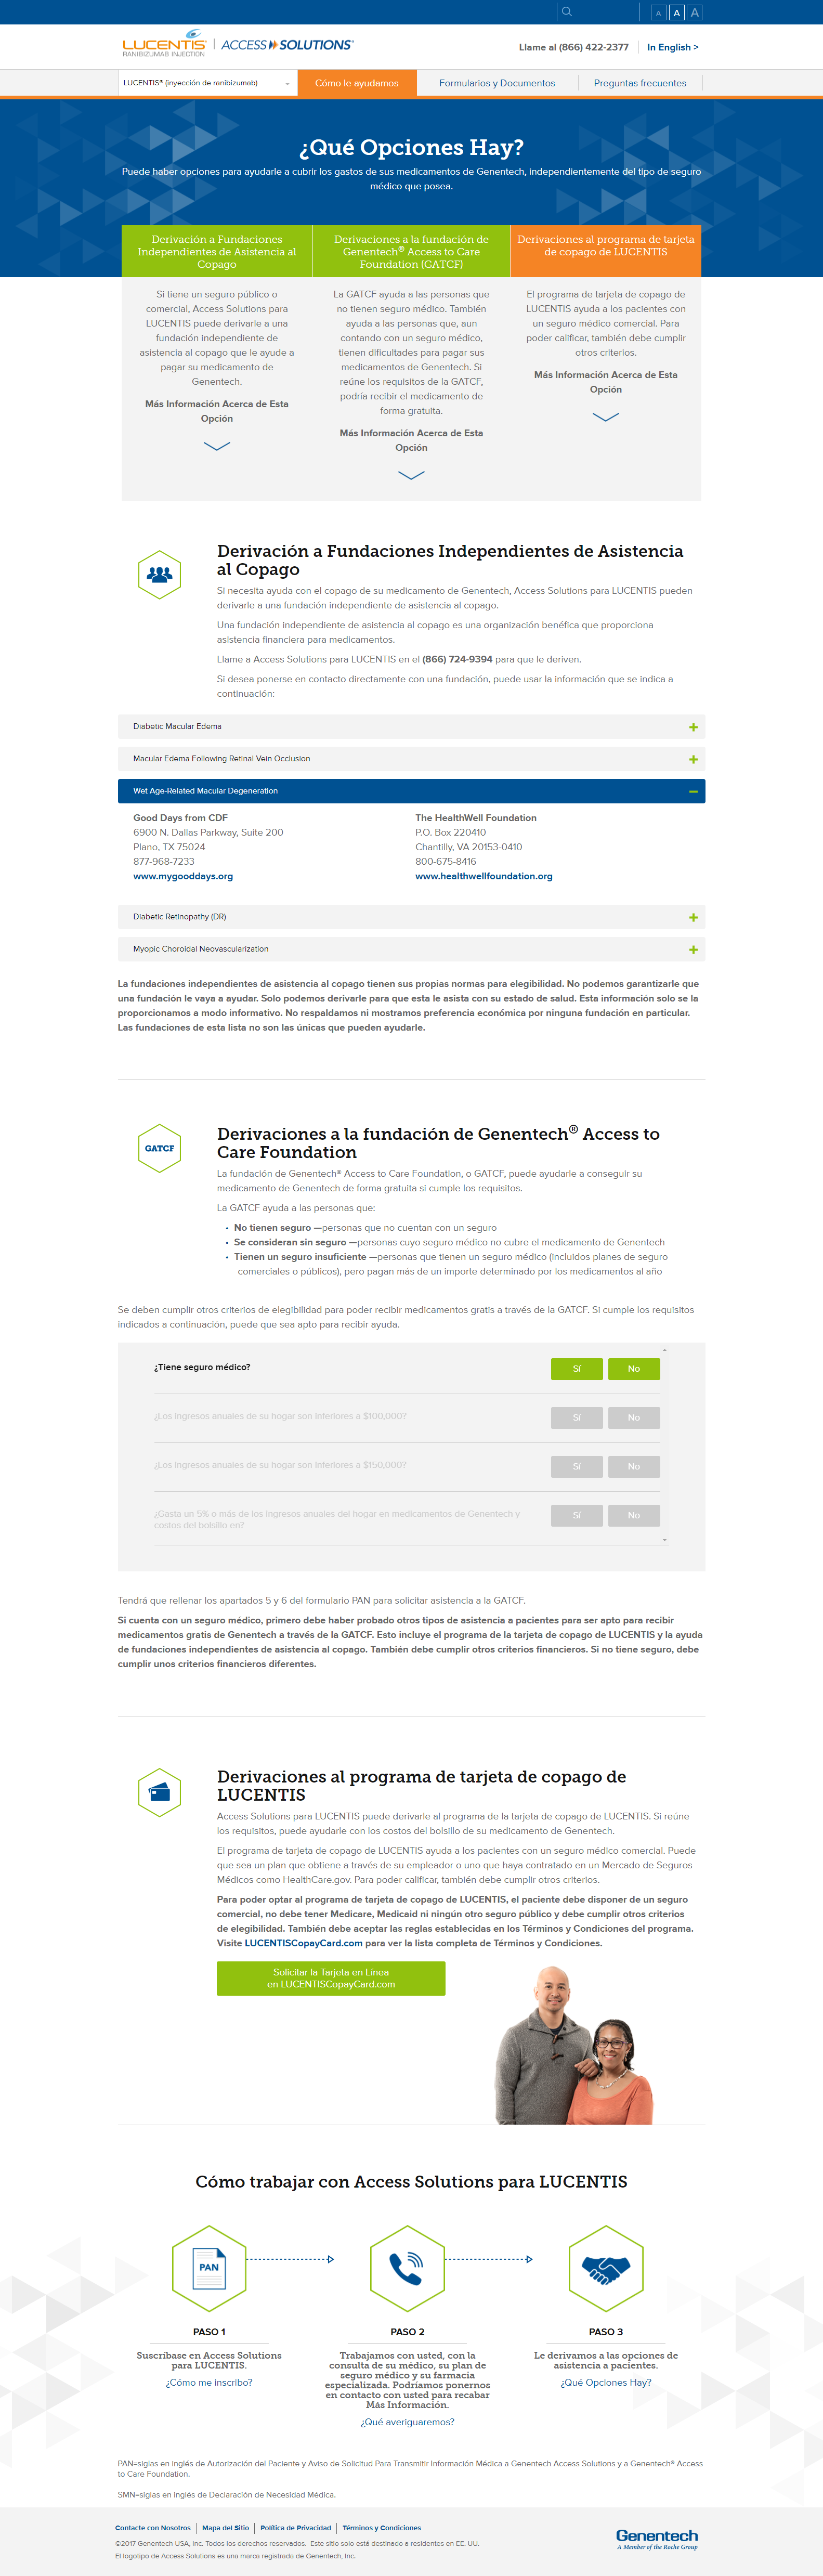 A A A
LUCENTIS®
RANIBIZUMAB INJECTION
ACCESS SOLUTIONS®
Llame al (866) 422-2377
In English >
LUCENTIS® (inyección de ranibizumab)
Cómo le ayudamos
Formularios y Documentos
Preguntas frecuentes
¿Qué Opciones Hay?
Puede haber opciones para ayudarle a cubrir los gastos de sus medicamentos de Genentech, independientemente del tipo de seguro
médico que posea.
Derivación a Fundaciones
Independientes de Asistencia al
Copago
Si tiene un seguro público o
comercial, Access Solutions para
LUCENTIS puede derivarle a una
fundación independiente de
asistencia al copago que le ayude a
pagar su medicamento de
Genentech.
Más Información Acerca de Esta
Opción
Derivaciones a la fundación de
Genentech® Access to Care
Foundation (GATCF)
La GATCF ayuda a las personas que
no tienen seguro médico. También
ayuda a las personas que, aun
contando con un seguro médico,
tienen dificultades para pagar sus
medicamentos de Genentech. Si
reúne los requisitos de la GATCF,
podría recibir el medicamento de
forma gratuita.
Más Información Acerca de Esta
Opción
Derivaciones al programa de tarjeta
de copago de LUCENTIS
El programa de tarjeta de copago de
LUCENTIS ayuda a los pacientes con
un seguro médico comercial. Para
poder calificar, también debe cumplir
otros criterios.
Más Información Acerca de Esta
Opción
Derivación a Fundaciones Independientes de Asistencia
al Copago
Si necesita ayuda con el copago de su medicamento de Genentech, Access Solutions para LUCENTIS pueden
derivarle a una fundación independiente de asistencia al copago.
Una fundación independiente de asistencia al copago es una organización benéfica que proporciona
asistencia financiera para medicamentos.
Llame a Access Solutions para LUCENTIS en el (866) 724-9394 para que le deriven.
Si desea ponerse en contacto directamente con una fundación, puede usar la información que se indica a
continuación:
Diabetic Macular Edema
Macular Edema Following Retinal Vein Occlusion
Wet Age-Related Macular Degeneration
Good Days from CDF
6900 N. Dallas Parkway, Suite 200
Plano, TX 75024
877-968-7233
www.mygooddays.org
The HealthWell Foundation
P.O. Box 220410
Chantilly, VA 20153-0410
800-675-8416
www.healthwellfoundation.org
Diabetic Retinopathy (DR)
Myopic Choroidal Neovascularization
La fundaciones independientes de asistencia al copago tienen sus propias normas para elegibilidad. No podemos garantizarle que
una fundación le vaya a ayudar. Solo podemos derivarle para que esta le asista con su estado de salud. Esta información solo se la
proporcionamos a modo informativo. No respaldamos ni mostramos preferencia económica por ninguna fundación en particular.
Las fundaciones de esta lista no son las únicas que pueden ayudarle.
GATCF
Derivaciones a la fundación de Genentech® Access to
Care Foundation
La fundación de Genentech® Access to Care Foundation, o GATCF, puede ayudarle a conseguir su
medicamento de Genentech de forma gratuita si cumple los requisitos.
La GATCF ayuda a las personas que:
• No tienen seguro —personas que no cuentan con un seguro
• Se consideran sin seguro —personas cuyo seguro médico no cubre el medicamento de Genentech
• Tienen un seguro insuficiente —personas que tienen un seguro médico (incluidos planes de seguro
comerciales o públicos), pero pagan más de un importe determinado por los medicamentos al año
Se deben cumplir otros criterios de elegibilidad para poder recibir medicamentos gratis a través de la GATCF. Si cumple los requisitos
indicados a continuación, puede que sea apto para recibir ayuda.
¿Tiene seguro médico?
Sí No
¿Los ingresos anuales de su hogar son inferiores a $100,000?
Sí No
¿Los ingresos anuales de su hogar son inferiores a $150,000?
Sí No
¿Gasta un 5% o más de los ingresos anuales del hogar en medicamentos de Genentech y
costos del bolsillo en?
Sí No
Tendrá que rellenar los apartados 5 y 6 del formulario PAN para solicitar asistencia a la GATCF.
Si cuenta con un seguro médico, primero debe haber probado otros tipos de asistencia a pacientes para ser apto para recibir
medicamentos gratis de Genentech a través de la GATCF. Esto incluye el programa de la tarjeta de copago de LUCENTIS y la ayuda
de fundaciones independientes de asistencia al copago. También debe cumplir otros criterios financieros. Si no tiene seguro, debe
cumplir unos criterios financieros diferentes.
Derivaciones al programa de tarjeta de copago de
LUCENTIS
Access Solutions para LUCENTIS puede derivarle al programa de la tarjeta de copago de LUCENTIS. Si reúne
los requisitos, puede ayudarle con los costos del bolsillo de su medicamento de Genentech.
El programa de tarjeta de copago de LUCENTIS ayuda a los pacientes con un seguro médico comercial. Puede
que sea un plan que obtiene a través de su empleador o uno que haya contratado en un Mercado de Seguros
Médicos como HealthCare.gov. Para poder calificar, también debe cumplir otros criterios.
Para poder optar al programa de tarjeta de copago de LUCENTIS, el paciente debe disponer de un seguro
comercial, no debe tener Medicare, Medicaid ni ningún otro seguro público y debe cumplir otros criterios
de elegibilidad. También debe aceptar las reglas establecidas en los Términos y Condiciones del programa.
Visite LUCENTISCopayCard.com para ver la lista completa de Términos y Condiciones.
Solicitar la Tarjeta en Línea
en LUCENTISCopayCard.com
Cómo trabajar con Access Solutions para LUCENTIS
PAN
PASO 1
Suscríbase en Access Solutions
para LUCENTIS.
¿Cómo me inscribo?
PASO 2
Trabajamos con usted, con la
consulta de su médico, su plan de
seguro médico y su farmacia
especializada. Podríamos ponernos
en contacto con usted para recabar
Más Información.
¿Qué averiguaremos?
PASO 3
Le derivamos a las opciones de
asistencia a pacientes.
¿Qué Opciones Hay?
PAN=siglas en inglés de Autorización del Paciente y Aviso de Solicitud Para Transmitir Información Médica a Genentech Access Solutions y a Genentech® Access
to Care Foundation.
SMN=siglas en inglés de Declaración de Necesidad Médica.
Contacte con Nosotros
Mapa del Sitio
Política de Privacidad
Términos y Condiciones
©2017 Genentech USA, Inc. Todos los derechos reservados. Este sitio solo está destinado a residentes en EE. UU.
El logotipo de Access Solutions es una marca registrada de Genentech, Inc.
Genentech
A Member of the Roche Group